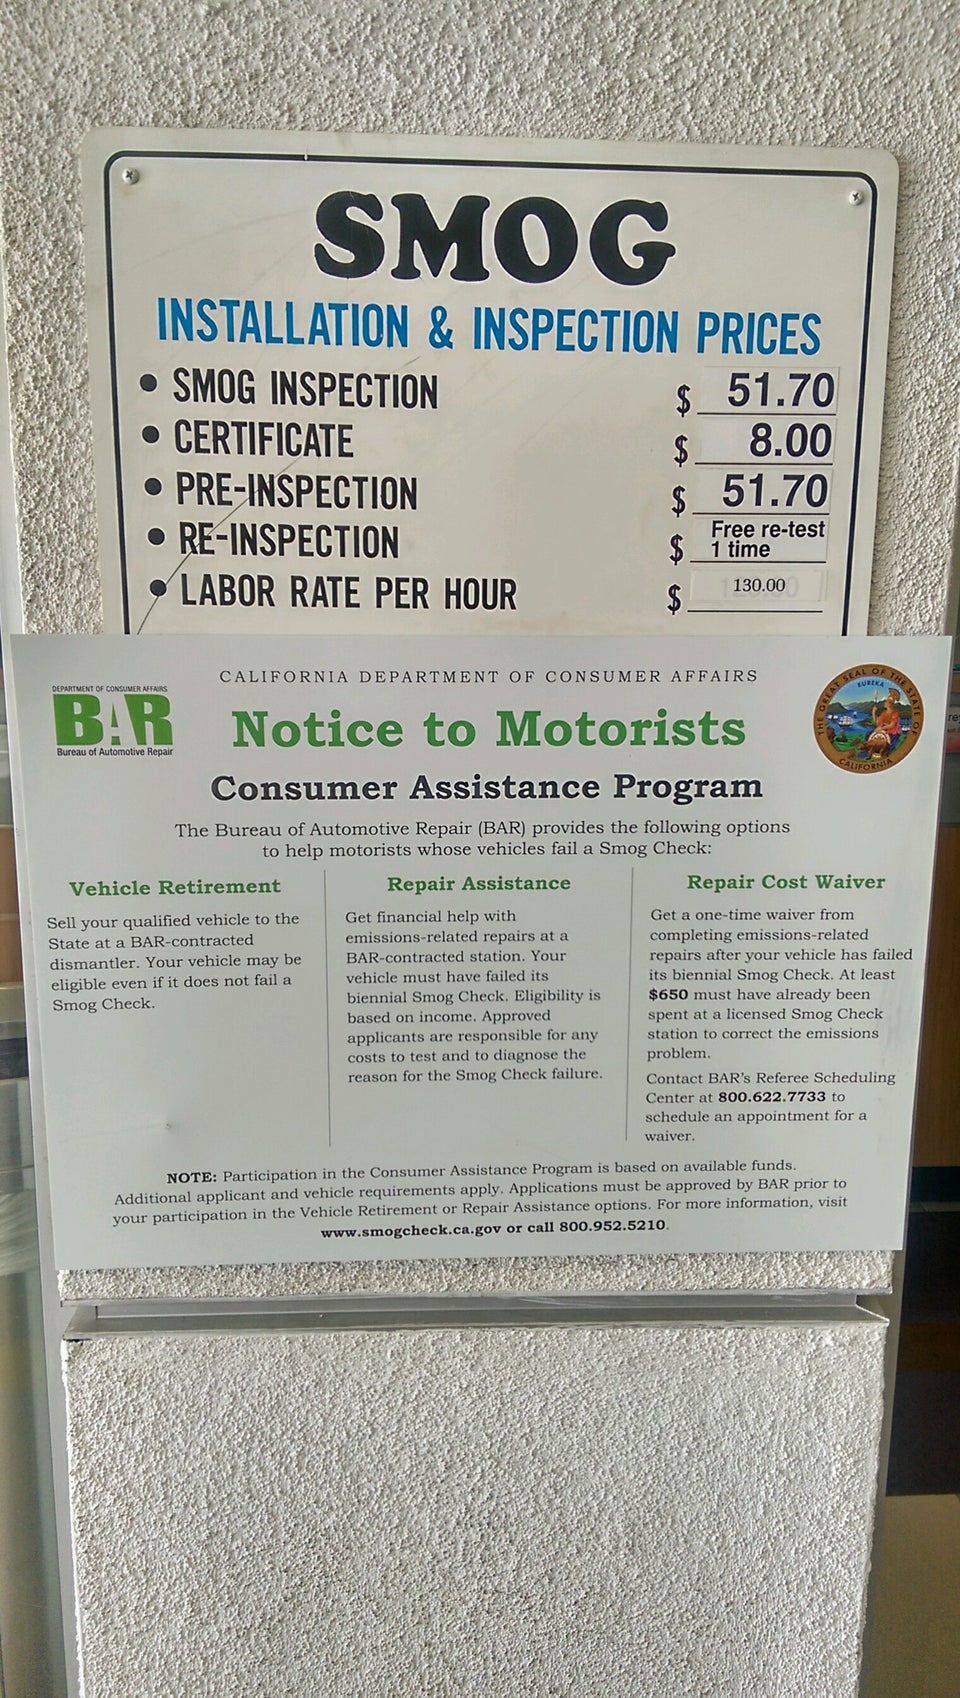 SMOG
INSTALLATION & INSPECTION PRICES
• SMOG INSPECTION $ 51.70
• CERTIFICATE $ 8.00
• PRE-INSPECTION $ 51.70
• RE-INSPECTION $ Free re-test
1 time
• LABOR RATE PER HOUR $ 130.00
CALIFORNIA DEPARTMENT OF CONSUMER AFFAIRS
DEPARTMENT OF CONSUMER AFFAIRS
BAR
Bureau of Automotive Repair
Notice to Motorists
THE GREAT SEAL OF THE STATE OF CALIFORNIA
EUREKA
Consumer Assistance Program
The Bureau of Automotive Repair (BAR) provides the following options
to help motorists whose vehicles fail a Smog Check:
Vehicle Retirement
Sell your qualified vehicle to the
State at a BAR-contracted
dismantler. Your vehicle may be
eligible even if it does not fail a
Smog Check.
Repair Assistance
Get financial help with
emissions-related repairs at a
BAR-contracted station. Your
vehicle must have failed its
biennial Smog Check. Eligibility is
based on income. Approved
applicants are responsible for any
costs to test and to diagnose the
reason for the Smog Check failure.
Repair Cost Waiver
Get a one-time waiver from
completing emissions-related
repairs after your vehicle has failed
its biennial Smog Check. At least
$650 must have already been
spent at a licensed Smog Check
station to correct the emissions
problem.
Contact BAR's Referee Scheduling
Center at 800.622.7733 to
schedule an appointment for a
waiver.
NOTE: Participation in the Consumer Assistance Program is based on available funds.
Additional applicant and vehicle requirements apply. Applications must be approved by BAR prior to
your participation in the Vehicle Retirement or Repair Assistance options. For more information, visit
www.smogcheck.ca.gov or call 800.952.5210.